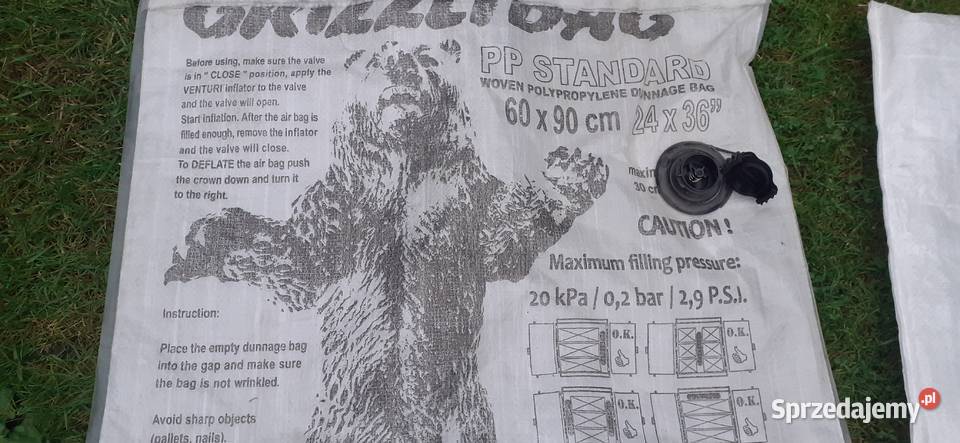 GRIZZLY BAG
Before using, make sure the valve
is in " CLOSE " position, apply the
VENTURI inflator to the valve
and the valve will open.
Start inflation. After the air bag is
filled enough, remove the inflator
and the valve will close.
To DEFLATE the air bag push
the crown down and turn it
to the right.
PP STANDARD
WOVEN POLYPROPYLENE DUNNAGE BAG
60 x 90 cm 24 x 36”
30
CAUTION !
Maximum filling pressure:
20 kPa / 0,2 bar / 2,9 P.S.I.
O.K. O.K.
O.K. O.K.
Instruction:
Place the empty dunnage bag
into the gap and make sure
the bag is not wrinkled.
Avoid sharp objects
(pallets, nails).
Sprzedajemy.pl